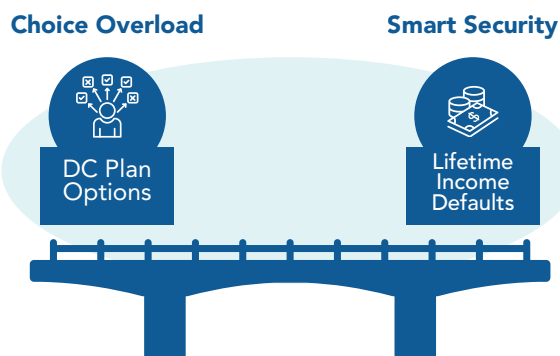 Choice Overload
Smart Security
DC Plan
Options
Lifetime
Income
Defaults